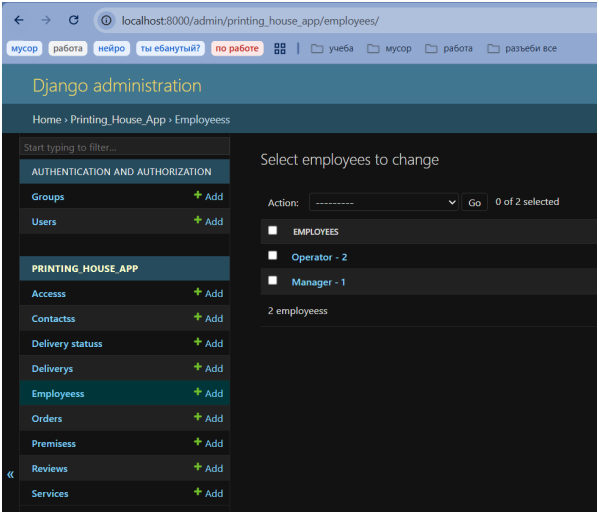 localhost:8000/admin/printing_house_app/employees/
мусор работа нейро ты ебанутый? по работе учеба мусор работа разъеби все
Django administration
Home › Printing_House_App › Employeess
Start typing to filter...
AUTHENTICATION AND AUTHORIZATION
Groups + Add
Users + Add
PRINTING_HOUSE_APP
Accesss + Add
Contactss + Add
Delivery statuss + Add
Deliverys + Add
Employeess + Add
Orders + Add
Premisess + Add
Reviews + Add
Services + Add
«
Select employees to change
Action: --------- Go 0 of 2 selected
EMPLOYEES
Operator - 2
Manager - 1
2 employeess